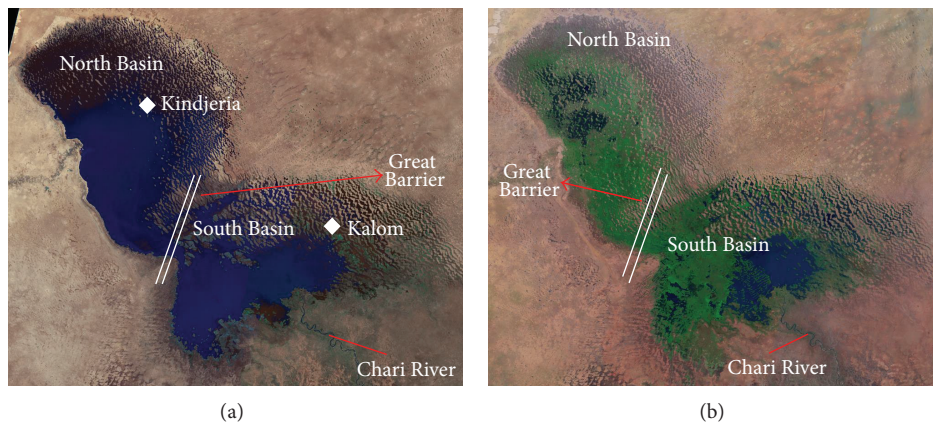 North Basin
Kindjeria
Great
Barrier
South Basin
Kalom
Chari River
(a)
North Basin
Great
Barrier
South Basin
Chari River
(b)